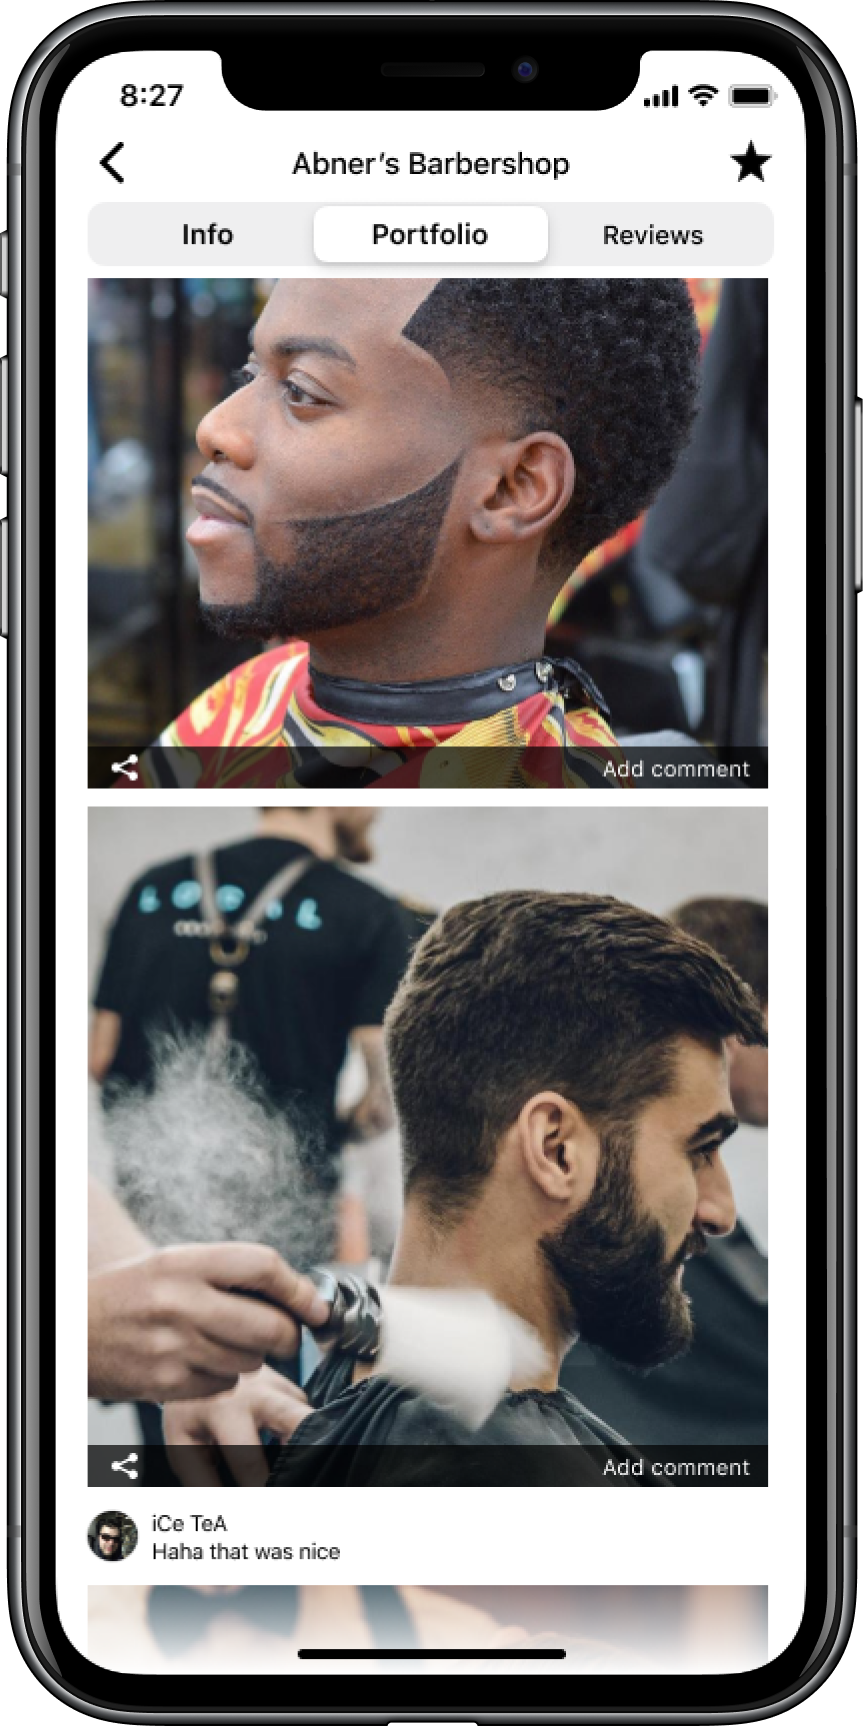 8:27
Abner's Barbershop
Info
Portfolio
Reviews
Add comment
Add comment
iCe TeA
Haha that was nice